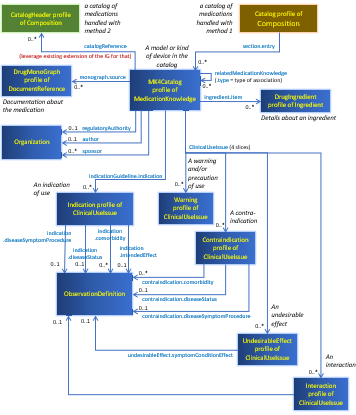 CatalogHeader profile
of Composition
a catalog of
medications
handled with
method 2
a catalog of
medications
handled with
method 1
Catalog profile of
Composition
0..*
catalogReference
(leverage existing extension of the IG for that)
A model or kind
of device in the
catalog
section.entry
0..*
DrugMonoGraph
profile of
DocumentReference
monograph.source
0..*
MK4Catalog
profile of
MedicationKnowledge
relatedMedicationKnowledge
(.type = type of association)
0..*
ingredient.item
0..*
DrugIngredient
profile of Ingredient
Documentation about
the medication
Details about an ingredient
Organization
0..1 regulatoryAuthority
0..1 author
0..* sponsor
ClinicalUseIssue (4 slices)
A warning
and/or
precaution
of use
indicationGuideline.indication
An indication
of use
0..*
0..*
Indication profile of
ClinicalUseIssue
Warning
profile of
ClinicalUseIssue
A contra-
indication
0..*
indication
.diseaseSymptomProcedure
indication
.diseaseStatus
indication
.comorbidity
indication
.intendedEffect
Contraindication
profile of
ClinicalUseIssue
0..1
0..1
0..*
0..1
0..*
contraindication.comorbidity
ObservationDefinition
0..1
contraindication.diseaseStatus
0..1
contraindication.diseaseSymptomProcedure
0..1
0..1
An
undesirable
effect
0..*
undesirableEffect.symptomConditionEffect
UndesirableEffect
profile of
ClinicalUseIssue
An
interaction
0..*
Interaction
profile of
ClinicalUseIssue